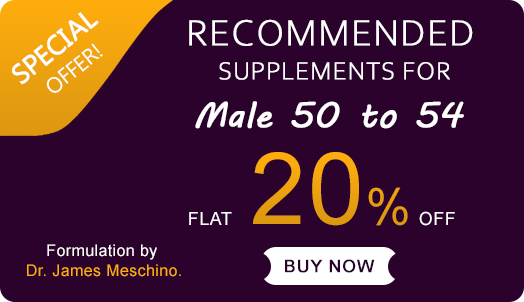 SPECIAL
OFFER!
RECOMMENDED
SUPPLEMENTS FOR
Male 50 to 54
FLAT 20% OFF
Formulation by
Dr. James Meschino.
BUY NOW